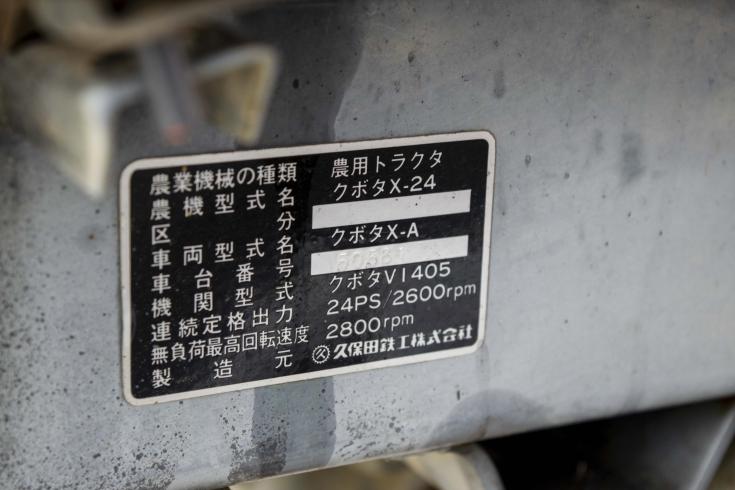 農業機械の種類 農用トラクタ
農機型式名 クボタX-24
区分
車両型式名 クボタX-A
車台番号
機関型式 クボタV1405
連続定格出力 24PS/2600rpm
無負荷最高回転速度 2800rpm
製造元 久保田鉄工株式会社